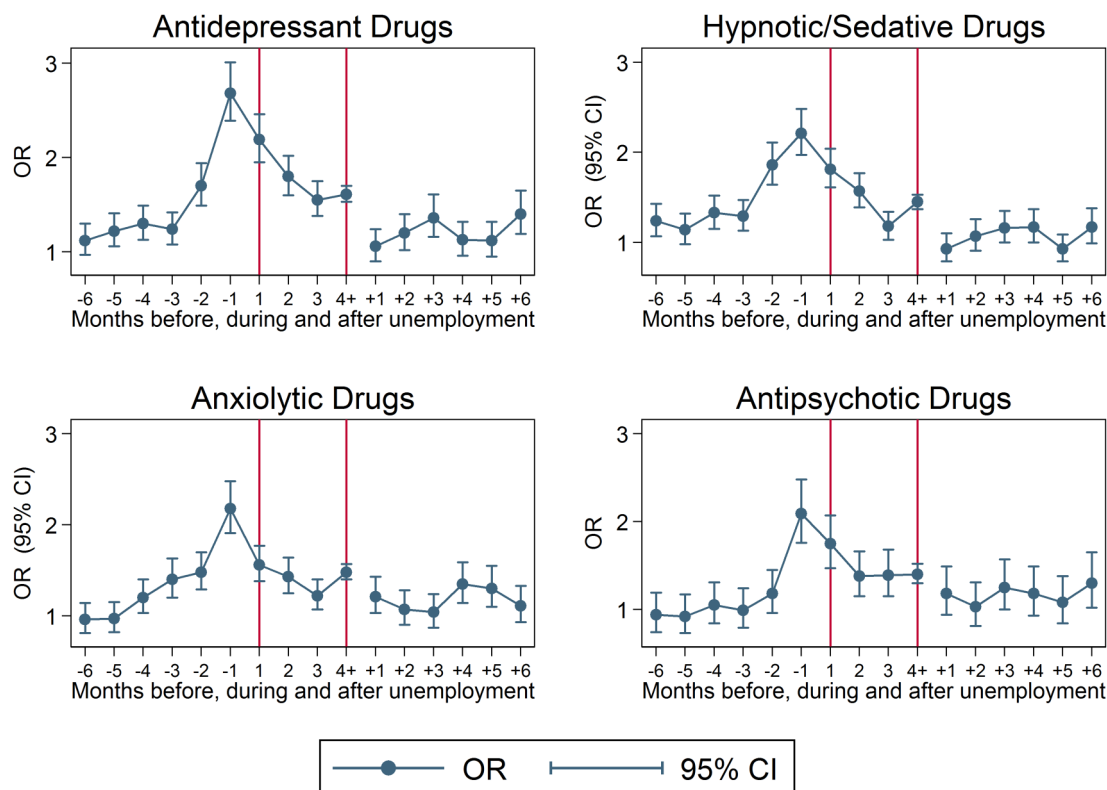 Antidepressant Drugs
OR
3
2
1
-6 -5 -4 -3 -2 -1 1 2 3 4+ +1 +2 +3 +4 +5 +6
Months before, during and after unemployment
Hypnotic/Sedative Drugs
OR (95% CI)
3
2
1
-6 -5 -4 -3 -2 -1 1 2 3 4+ +1 +2 +3 +4 +5 +6
Months before, during and after unemployment
Anxiolytic Drugs
OR (95% CI)
3
2
1
-6 -5 -4 -3 -2 -1 1 2 3 4+ +1 +2 +3 +4 +5 +6
Months before, during and after unemployment
Antipsychotic Drugs
OR
3
2
1
-6 -5 -4 -3 -2 -1 1 2 3 4+ +1 +2 +3 +4 +5 +6
Months before, during and after unemployment
OR 95% CI